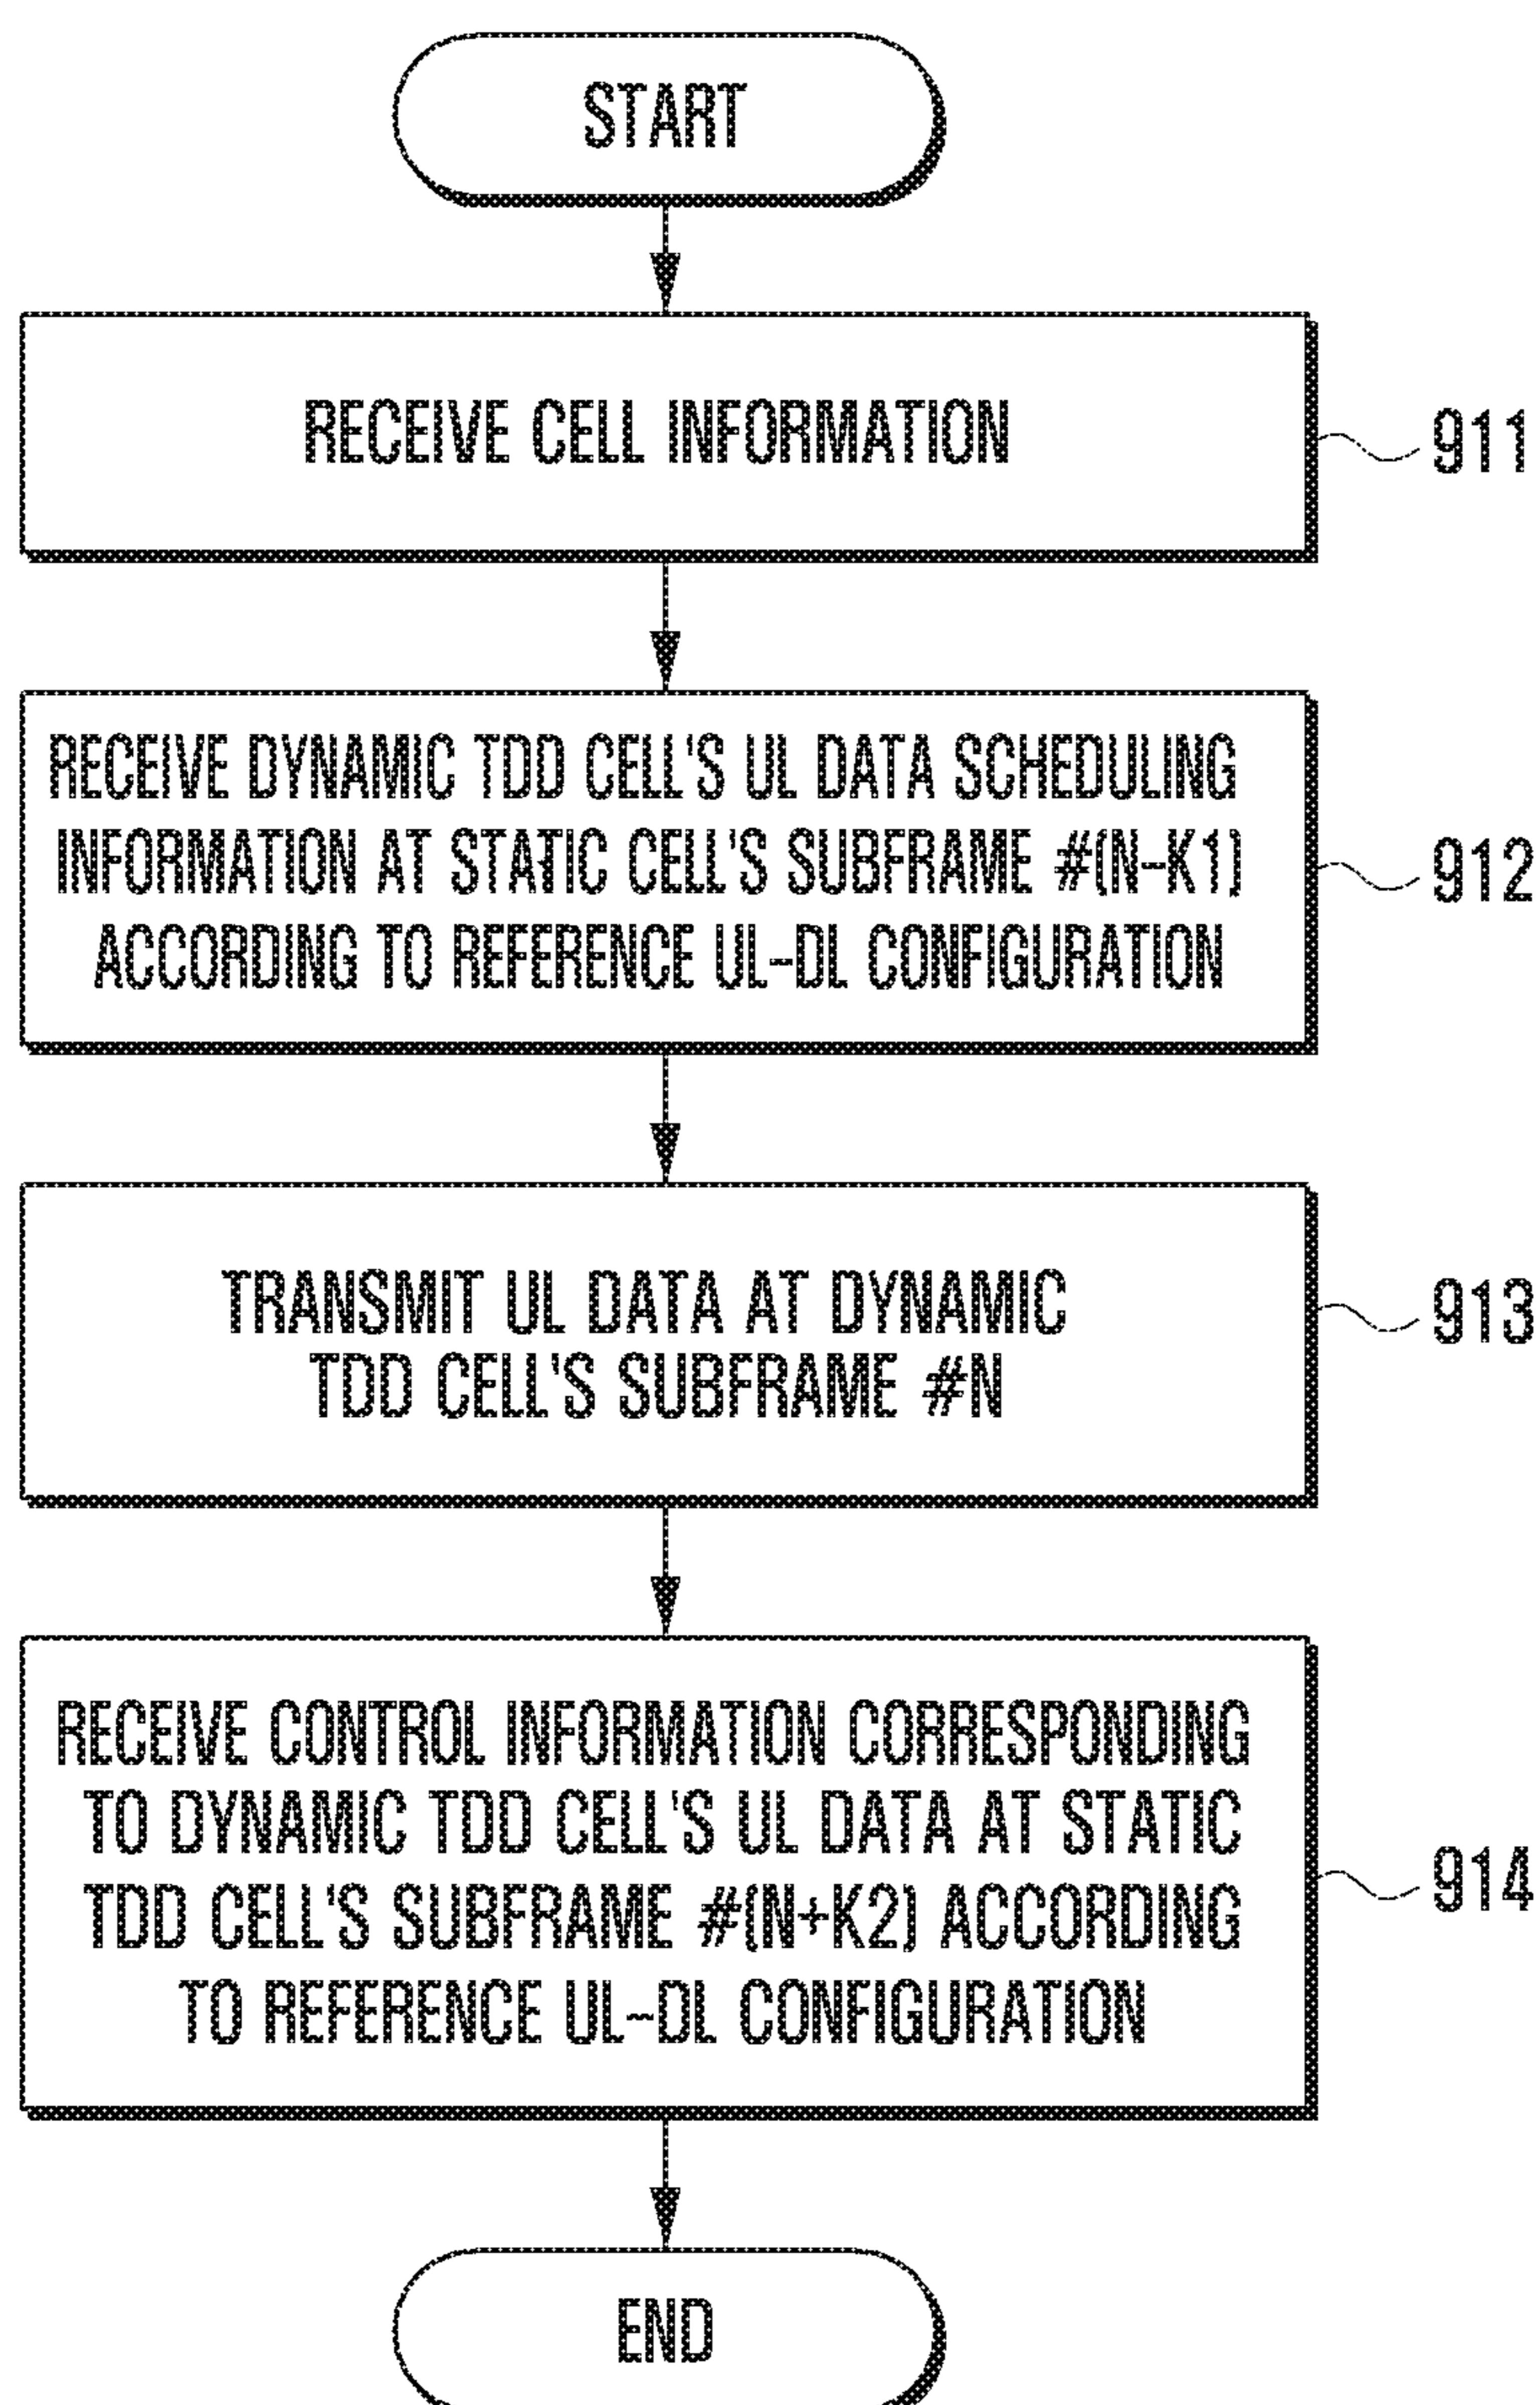 START
RECEIVE CELL INFORMATION
911
RECEIVE DYNAMIC TDD CELL'S UL DATA SCHEDULING
INFORMATION AT STATIC CELL'S SUBFRAME #(N-K1)
ACCORDING TO REFERENCE UL-DL CONFIGURATION
912
TRANSMIT UL DATA AT DYNAMIC
TDD CELL'S SUBFRAME #N
913
RECEIVE CONTROL INFORMATION CORRESPONDING
TO DYNAMIC TDD CELL'S UL DATA AT STATIC
TDD CELL'S SUBFRAME #(N+K2) ACCORDING
TO REFERENCE UL-DL CONFIGURATION
914
END